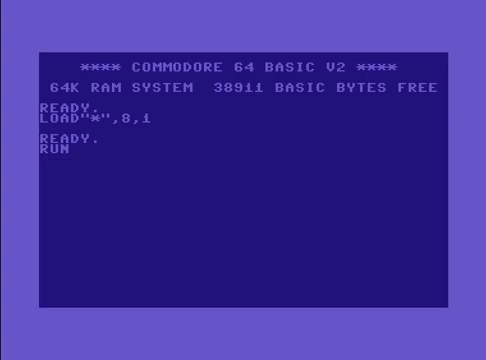 **** COMMODORE 64 BASIC V2 ****
64K RAM SYSTEM  38911 BASIC BYTES FREE
READY.
LOAD"*",8,1
READY.
RUN